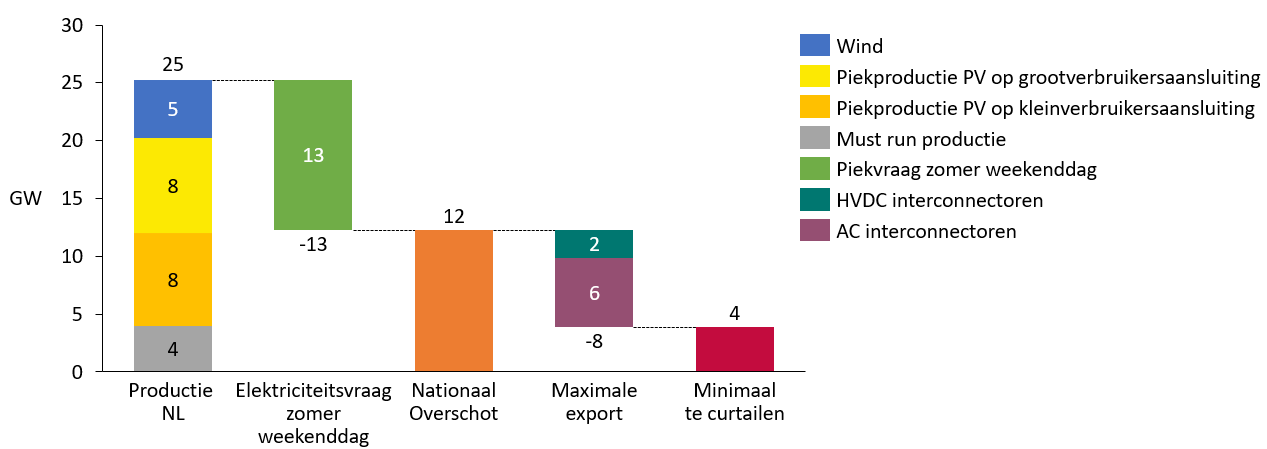 30
25
20
15
10
5
0
GW
25
5
8
8
4
13
-13
12
2
6
-8
4
Productie
NL
Elektriciteitsvraag
zomer
weekenddag
Nationaal
Overschot
Maximale
export
Minimaal
te curtailen
Wind
Piekproductie PV op grootverbruikersaansluiting
Piekproductie PV op kleinverbruikersaansluiting
Must run productie
Piekvraag zomer weekenddag
HVDC interconnectoren
AC interconnectoren